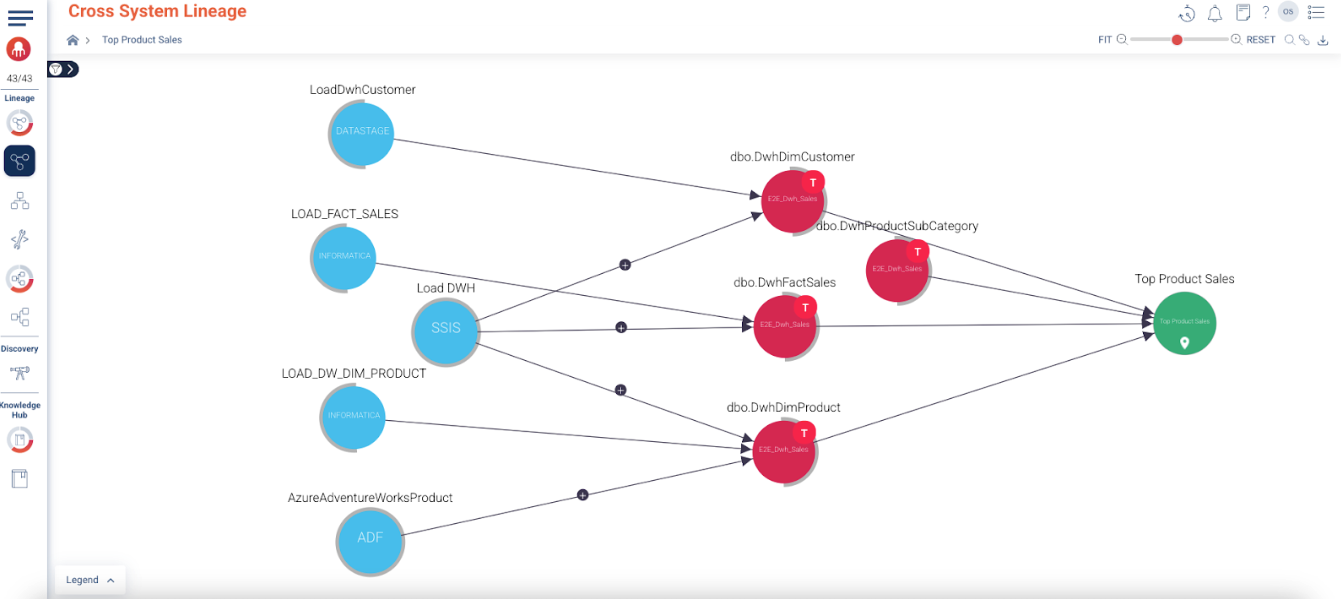 Cross System Lineage
OS
Top Product Sales
FIT
RESET
43/43
Lineage
Discovery
Knowledge
Hub
LoadDwhCustomer
DATASTAGE
dbo.DwhDimCustomer
T
E2E_Dwh_Sales
LOAD_FACT_SALES
INFORMATICA
dbo.DwhProductSubCategory
T
E2E_Dwh_Sales
Load DWH
SSIS
dbo.DwhFactSales
T
E2E_Dwh_Sales
Top Product Sales
Top Product Sales
LOAD_DW_DIM_PRODUCT
INFORMATICA
dbo.DwhDimProduct
T
E2E_Dwh_Sales
AzureAdventureWorksProduct
ADF
Legend